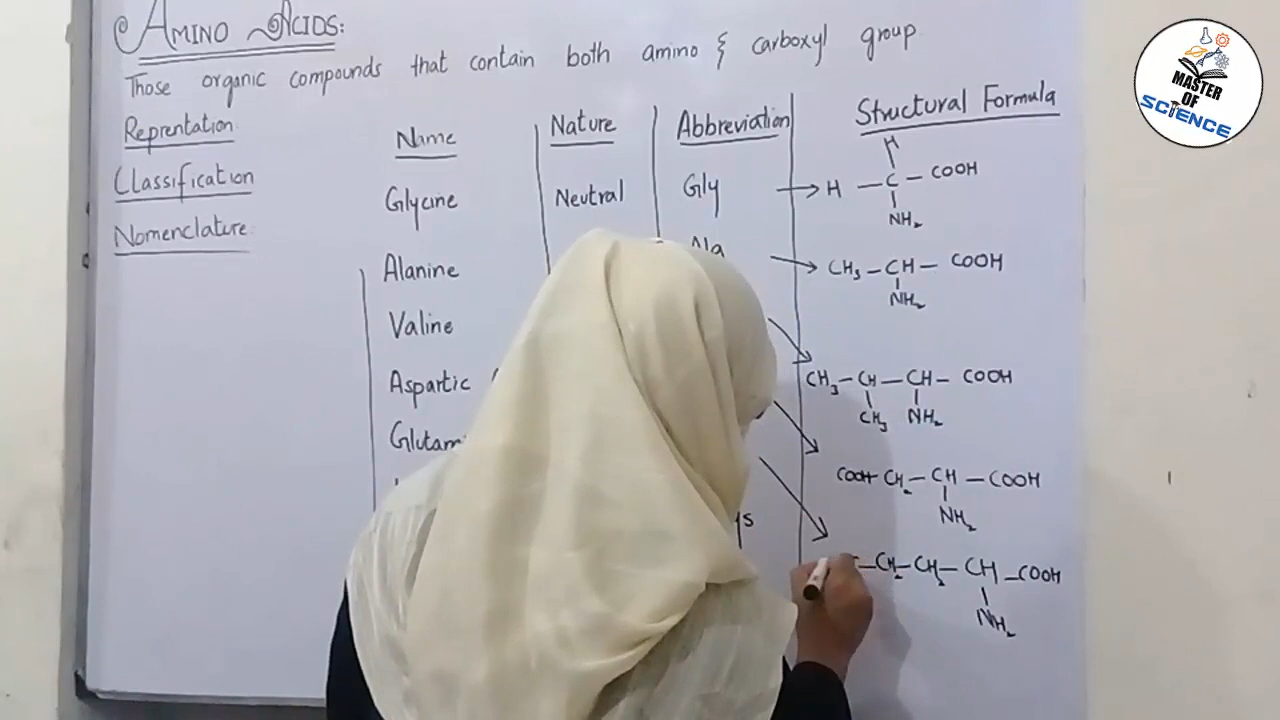 AMINO ACIDS:
Those organic compounds that contain both amino & carboxyl group
Reprentation
Classification
Nomenclature:
Name Nature Abbreviation Structural Formula
Glycine Neutral Gly
H
H — C — COOH
NH₂
Alanine Ala
CH₃ — CH — COOH
NH₂
Valine
CH₃ — CH — CH — COOH
CH₃ NH₂
Aspartic
COOH CH₂ — CH — COOH
NH₂
CH₂ — CH₂ — CH — COOH
NH₂
MASTER
OF
SCIENCE